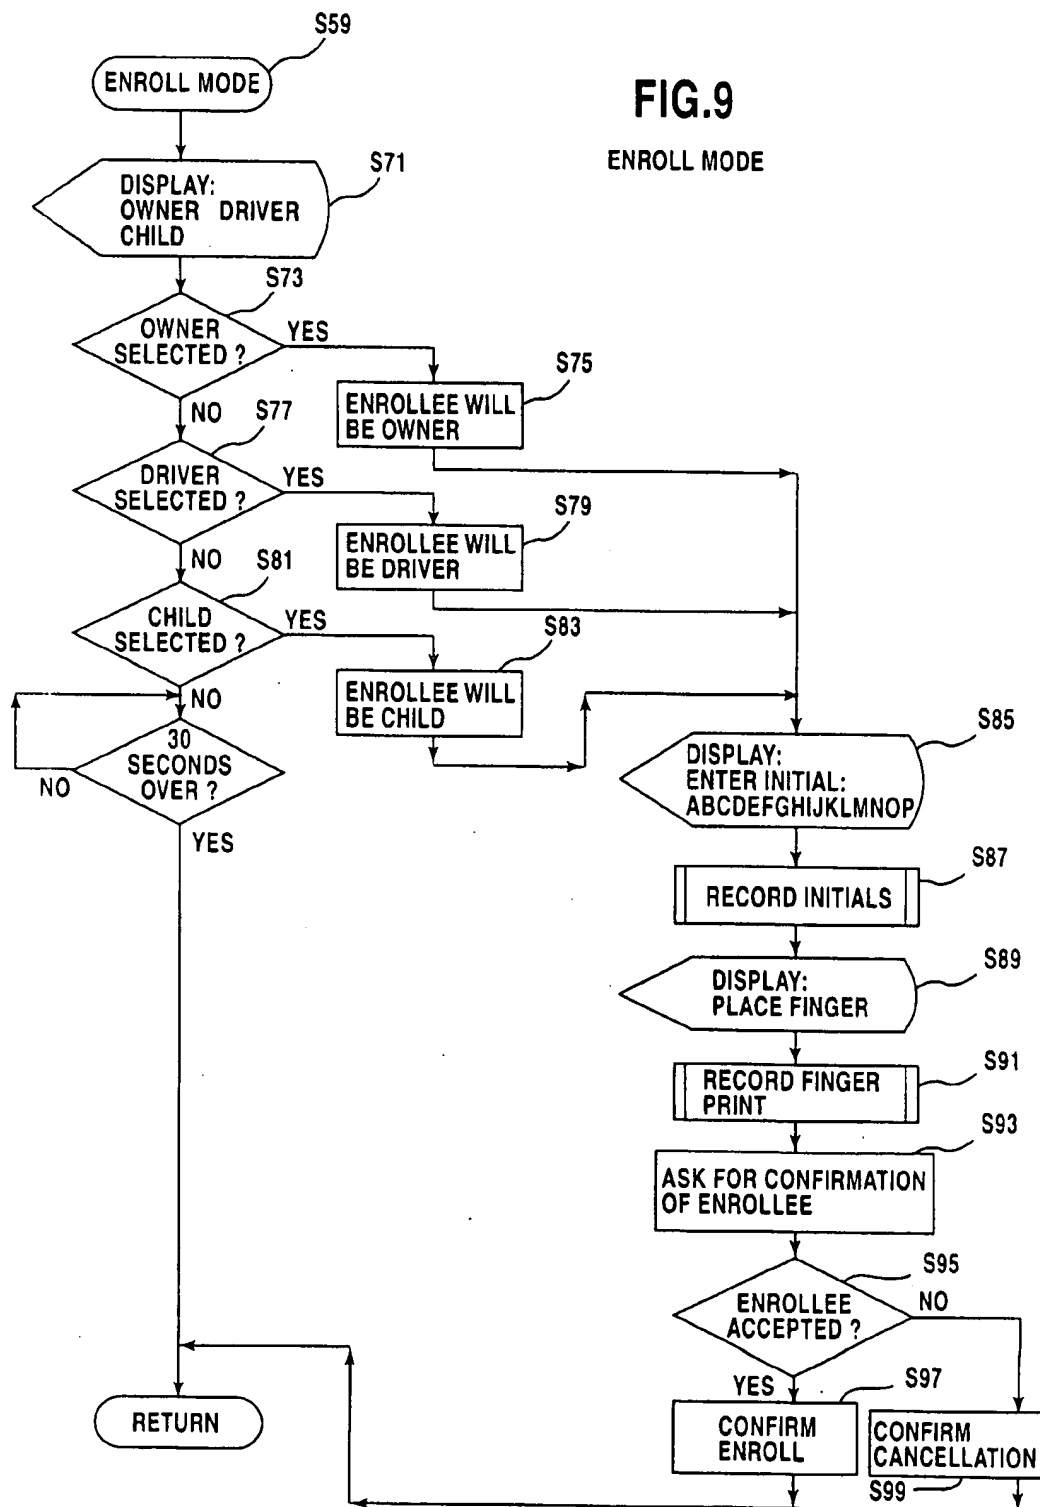 S59
ENROLL MODE
FIG.9
ENROLL MODE
S71
DISPLAY:
OWNER DRIVER
CHILD
S73
OWNER
SELECTED ?
YES
NO
S75
ENROLLEE WILL
BE OWNER
S77
DRIVER
SELECTED ?
YES
NO
S79
ENROLLEE WILL
BE DRIVER
S81
CHILD
SELECTED ?
YES
NO
S83
ENROLLEE WILL
BE CHILD
30
SECONDS
OVER ?
NO
YES
S85
DISPLAY:
ENTER INITIAL:
ABCDEFGHIJKLMNOP
S87
RECORD INITIALS
S89
DISPLAY:
PLACE FINGER
S91
RECORD FINGER
PRINT
S93
ASK FOR CONFIRMATION
OF ENROLLEE
S95
ENROLLEE
ACCEPTED ?
NO
YES
S97
CONFIRM
ENROLL
CONFIRM
CANCELLATION
S99
RETURN